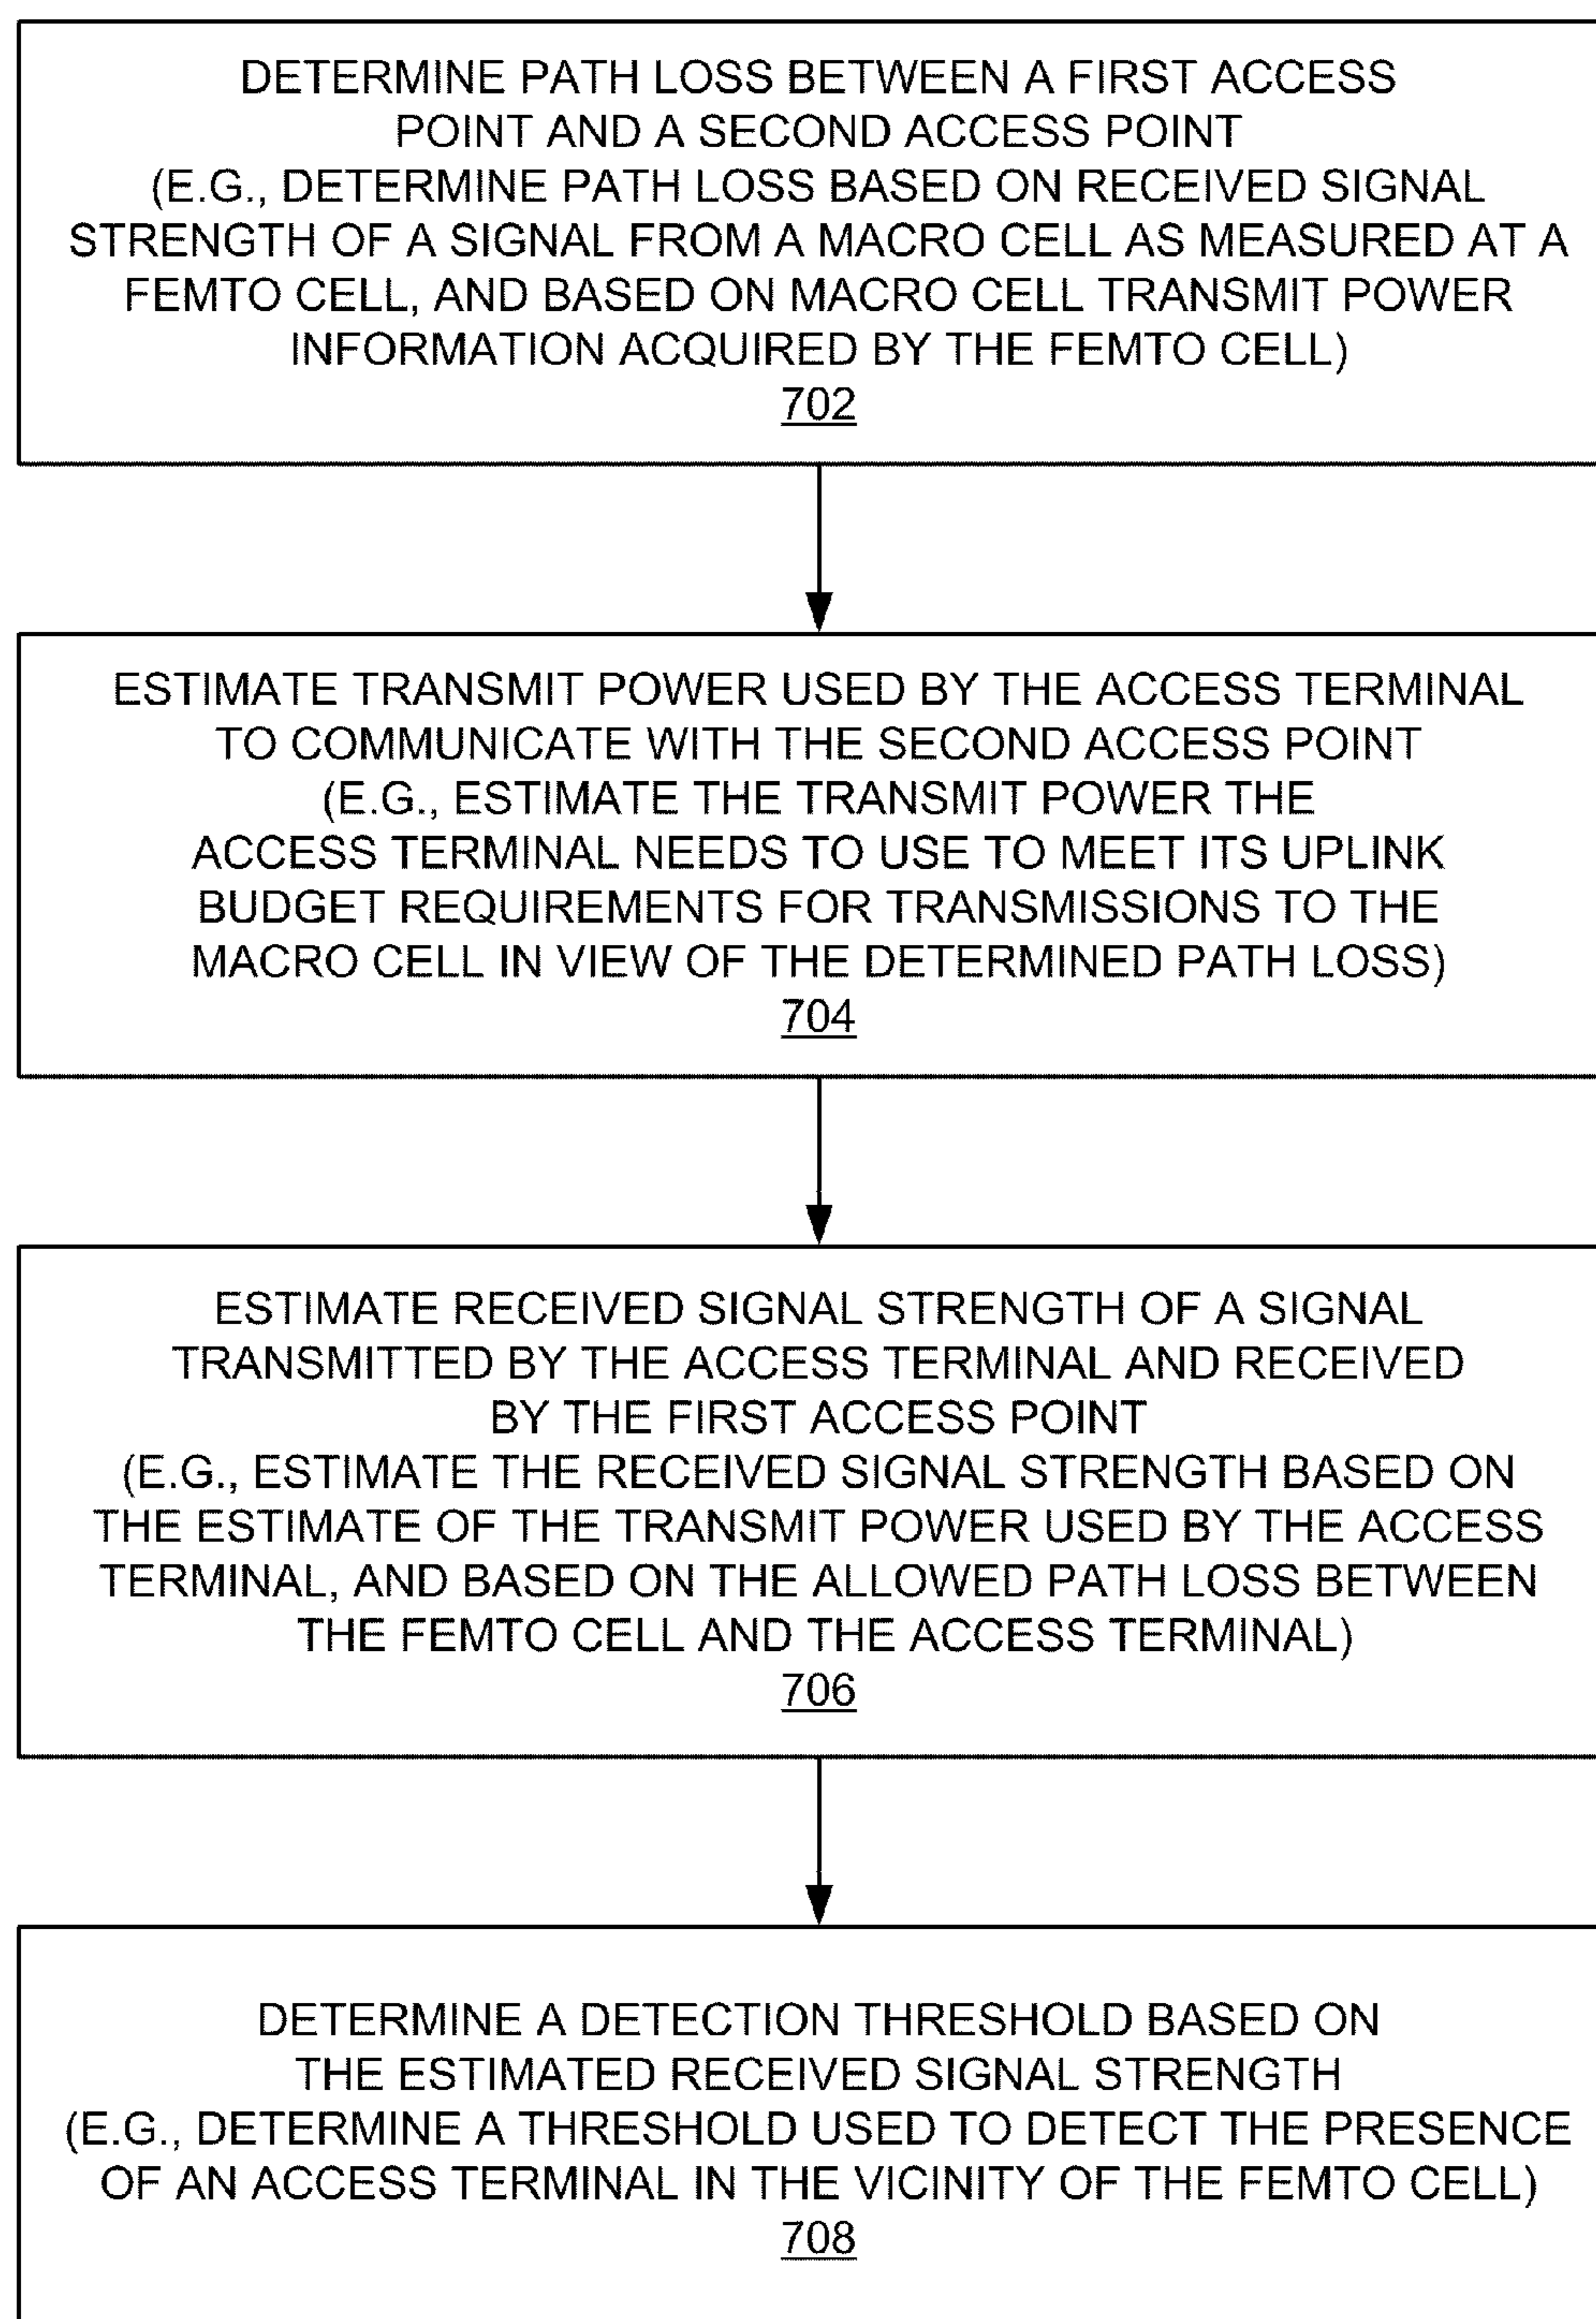 DETERMINE PATH LOSS BETWEEN A FIRST ACCESS
POINT AND A SECOND ACCESS POINT
(E.G., DETERMINE PATH LOSS BASED ON RECEIVED SIGNAL
STRENGTH OF A SIGNAL FROM A MACRO CELL AS MEASURED AT A
FEMTO CELL, AND BASED ON MACRO CELL TRANSMIT POWER
INFORMATION ACQUIRED BY THE FEMTO CELL)
702
ESTIMATE TRANSMIT POWER USED BY THE ACCESS TERMINAL
TO COMMUNICATE WITH THE SECOND ACCESS POINT
(E.G., ESTIMATE THE TRANSMIT POWER THE
ACCESS TERMINAL NEEDS TO USE TO MEET ITS UPLINK
BUDGET REQUIREMENTS FOR TRANSMISSIONS TO THE
MACRO CELL IN VIEW OF THE DETERMINED PATH LOSS)
704
ESTIMATE RECEIVED SIGNAL STRENGTH OF A SIGNAL
TRANSMITTED BY THE ACCESS TERMINAL AND RECEIVED
BY THE FIRST ACCESS POINT
(E.G., ESTIMATE THE RECEIVED SIGNAL STRENGTH BASED ON
THE ESTIMATE OF THE TRANSMIT POWER USED BY THE ACCESS
TERMINAL, AND BASED ON THE ALLOWED PATH LOSS BETWEEN
THE FEMTO CELL AND THE ACCESS TERMINAL)
706
DETERMINE A DETECTION THRESHOLD BASED ON
THE ESTIMATED RECEIVED SIGNAL STRENGTH
(E.G., DETERMINE A THRESHOLD USED TO DETECT THE PRESENCE
OF AN ACCESS TERMINAL IN THE VICINITY OF THE FEMTO CELL)
708